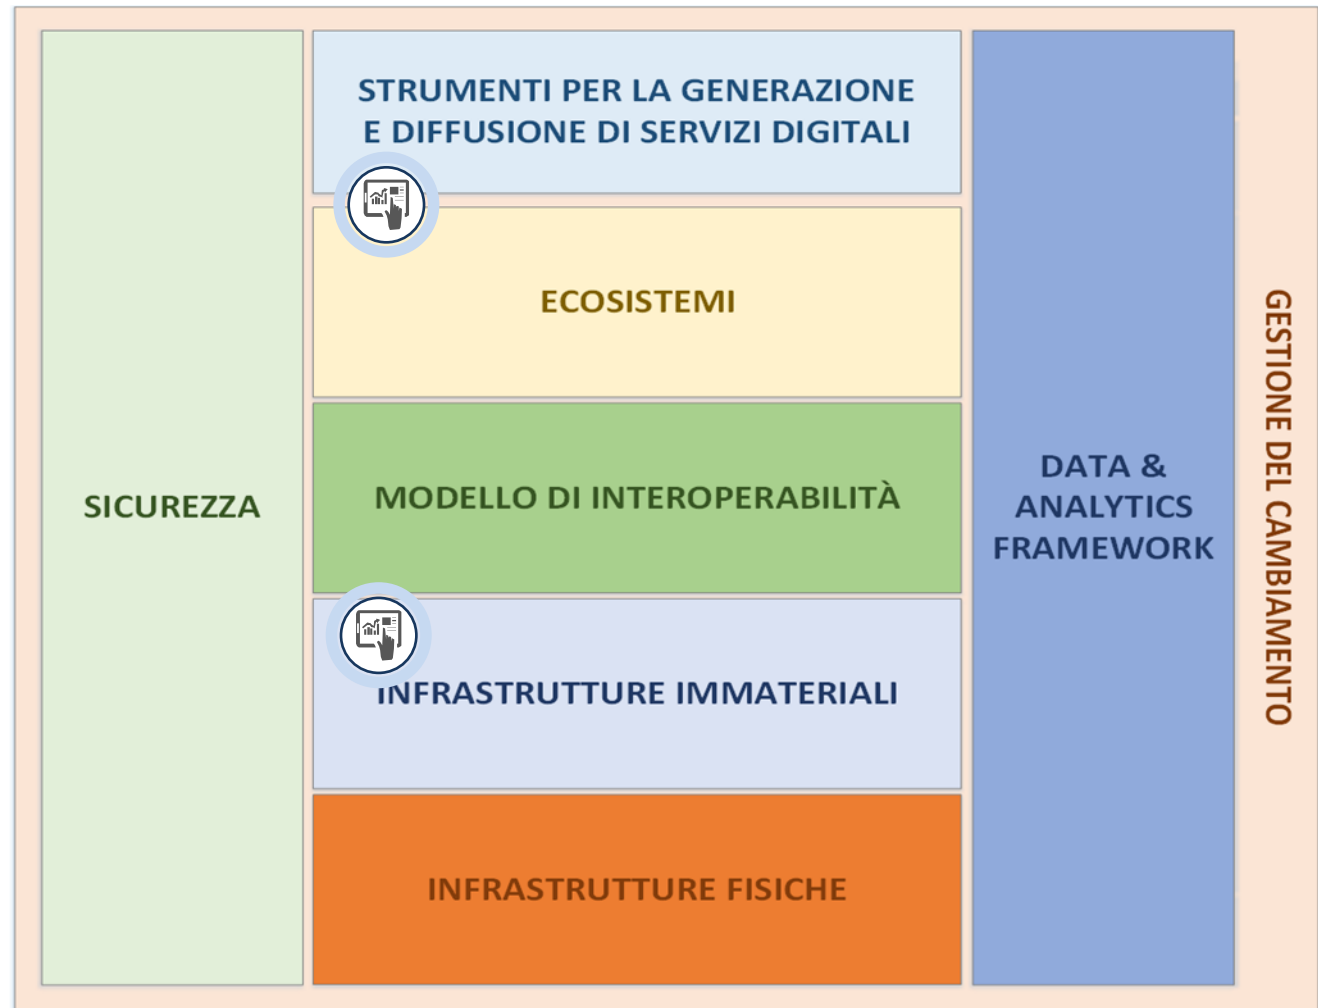 STRUMENTI PER LA GENERAZIONE
E DIFFUSIONE DI SERVIZI DIGITALI
ECOSISTEMI
SICUREZZA
MODELLO DI INTEROPERABILITÀ
DATA &
ANALYTICS
FRAMEWORK
GESTIONE DEL CAMBIAMENTO
INFRASTRUTTURE IMMATERIALI
INFRASTRUTTURE FISICHE